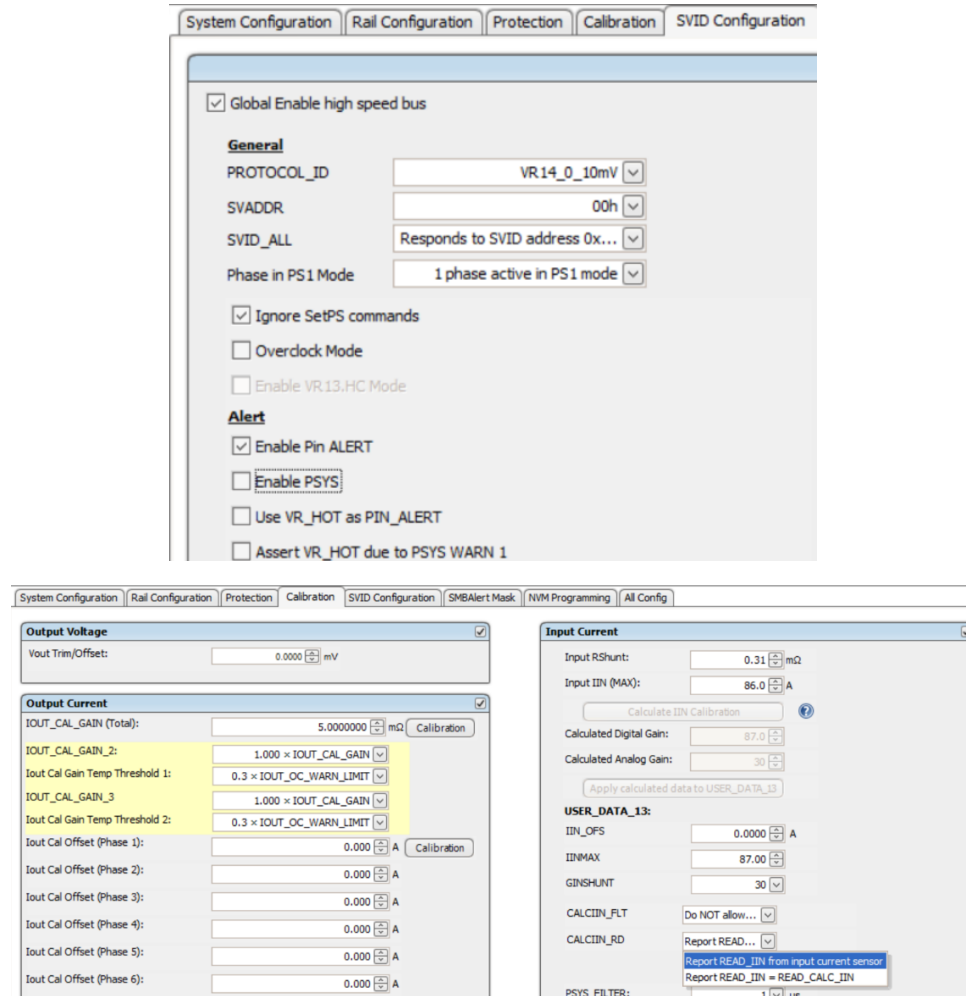 System Configuration Rail Configuration Protection Calibration SVID Configuration
Global Enable high speed bus
General
PROTOCOL_ID VR14_0_10mV
SVADDR 00h
SVID_ALL Responds to SVID address 0x...
Phase in PS1 Mode 1 phase active in PS1 mode
Ignore SetPS commands
Overclock Mode
Enable VR13.HC Mode
Alert
Enable Pin ALERT
Enable PSYS
Use VR_HOT as PIN_ALERT
Assert VR_HOT due to PSYS WARN 1
System Configuration Rail Configuration Protection Calibration SVID Configuration SMBAlert Mask NVM Programming All Config
Output Voltage
Vout Trim/Offset: 0.0000 mV
Output Current
IOUT_CAL_GAIN (Total): 5.0000000 mΩ Calibration
IOUT_CAL_GAIN_2: 1.000 × IOUT_CAL_GAIN
Iout Cal Gain Temp Threshold 1: 0.3 × IOUT_OC_WARN_LIMIT
IOUT_CAL_GAIN_3 1.000 × IOUT_CAL_GAIN
Iout Cal Gain Temp Threshold 2: 0.3 × IOUT_OC_WARN_LIMIT
Iout Cal Offset (Phase 1): 0.000 A Calibration
Iout Cal Offset (Phase 2): 0.000 A
Iout Cal Offset (Phase 3): 0.000 A
Iout Cal Offset (Phase 4): 0.000 A
Iout Cal Offset (Phase 5): 0.000 A
Iout Cal Offset (Phase 6): 0.000 A
Input Current
Input RShunt: 0.31 mΩ
Input IIN (MAX): 86.0 A
Calculate IIN Calibration ?
Calculated Digital Gain: 87.0
Calculated Analog Gain: 30
Apply calculated data to USER_DATA_13
USER_DATA_13:
IIN_OFS 0.0000 A
IINMAX 87.00
GINSHUNT 30
CALCIIN_FLT Do NOT allow...
CALCIIN_RD Report READ...
Report READ_IIN from input current sensor
Report READ_IIN = READ_CALC_IIN
PSYS_FILTER: 1 us